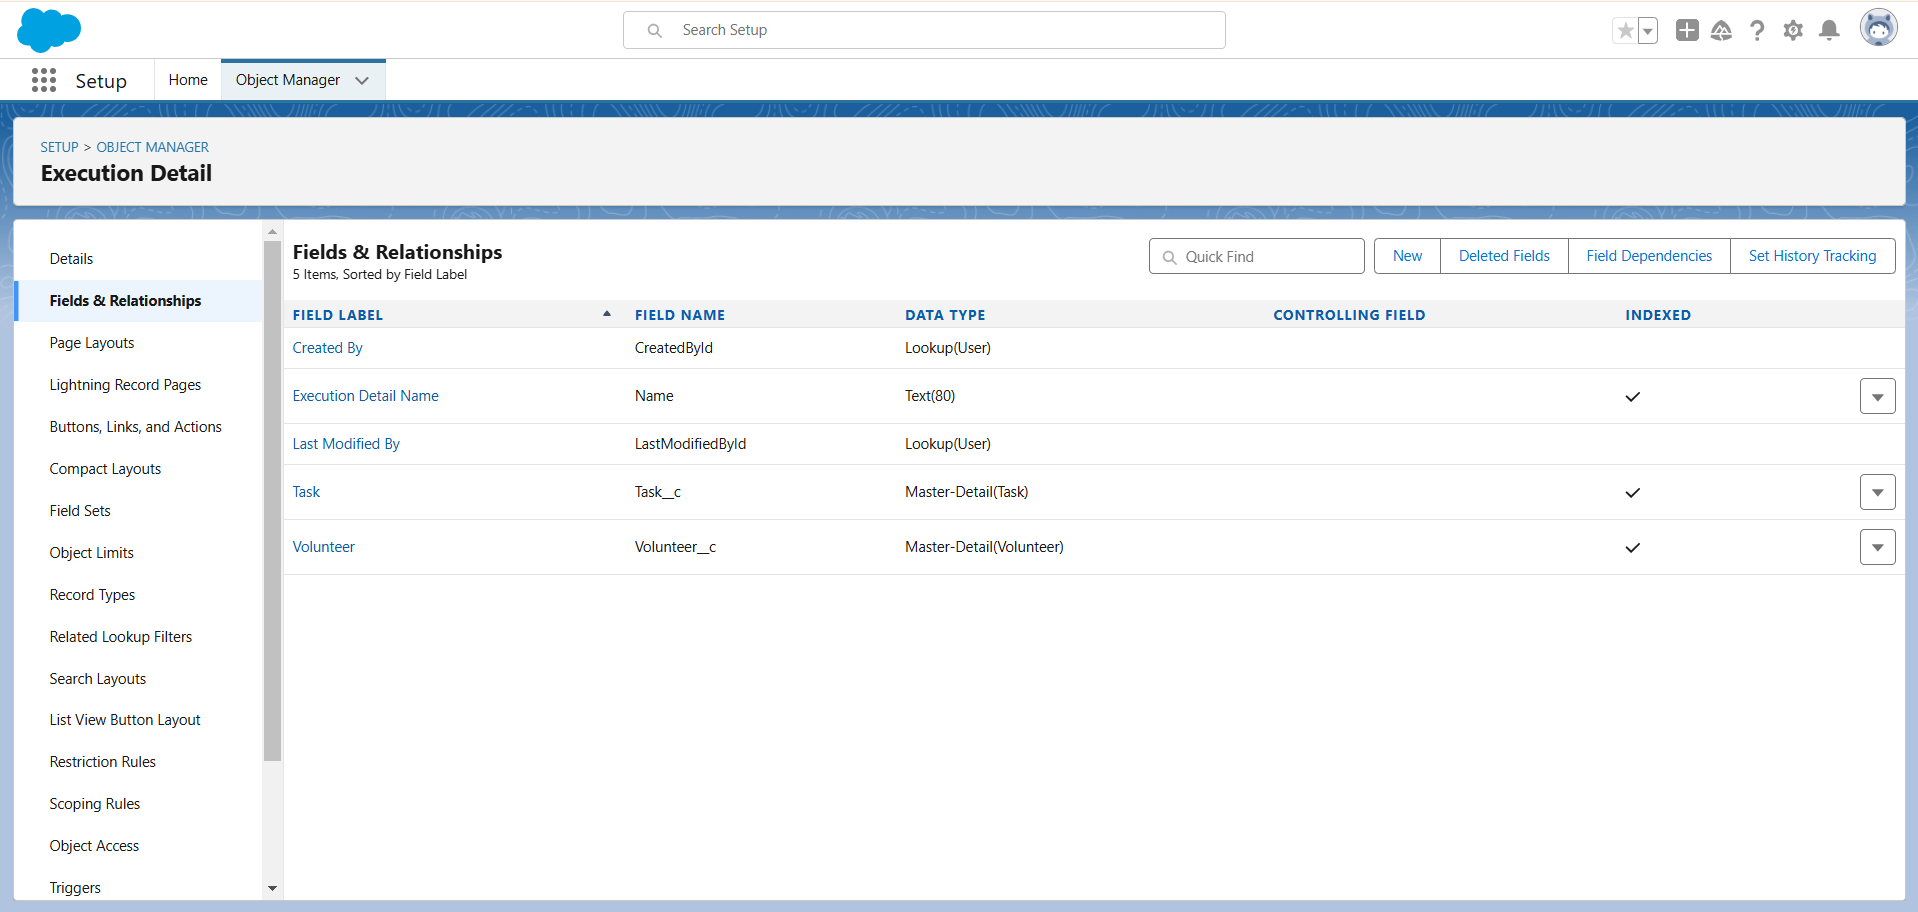 Search Setup
Setup
Home
Object Manager
SETUP > OBJECT MANAGER
Execution Detail
Details
Fields & Relationships
Page Layouts
Lightning Record Pages
Buttons, Links, and Actions
Compact Layouts
Field Sets
Object Limits
Record Types
Related Lookup Filters
Search Layouts
List View Button Layout
Restriction Rules
Scoping Rules
Object Access
Triggers
Fields & Relationships
5 Items, Sorted by Field Label
Quick Find
New
Deleted Fields
Field Dependencies
Set History Tracking
FIELD LABEL FIELD NAME DATA TYPE CONTROLLING FIELD INDEXED
Created By CreatedById Lookup(User)
Execution Detail Name Name Text(80)
Last Modified By LastModifiedById Lookup(User)
Task Task__c Master-Detail(Task)
Volunteer Volunteer__c Master-Detail(Volunteer)